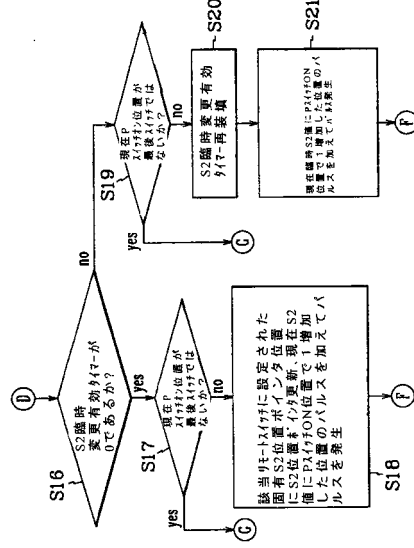 D
S16
S2臨時
変更有効タイマーが
0であるか?
no
yes
S17
現在P
スイッチオン位置が
最後スイッチでは
ないか?
yes
C
no
該当リモートスイッチに設定された
固有S2位置ポインタ位置
にS2位置ポインタ更新、現在S2
値にPスイッチON位置で1増加
した位置のパルスを加えてパ
ルスを発生
S18
F
S19
現在P
スイッチオン位置が
最後スイッチでは
ないか?
yes
C
no
S20
S2臨時変更有効
タイマー再装填
S21
現在臨時S2値にPスイッチON
位置で1増加した位置のパ
ルスを加えてパルス発生
F